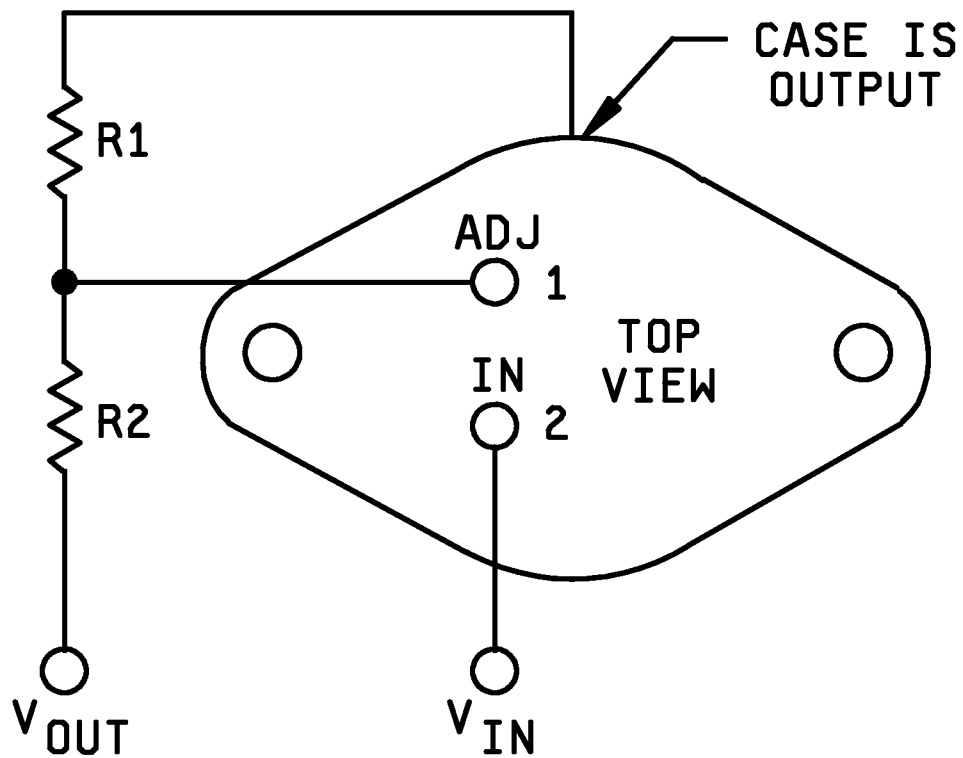 CASE IS
OUTPUT
R1
ADJ
1
TOP
VIEW
IN
2
R2
VOUT
VIN